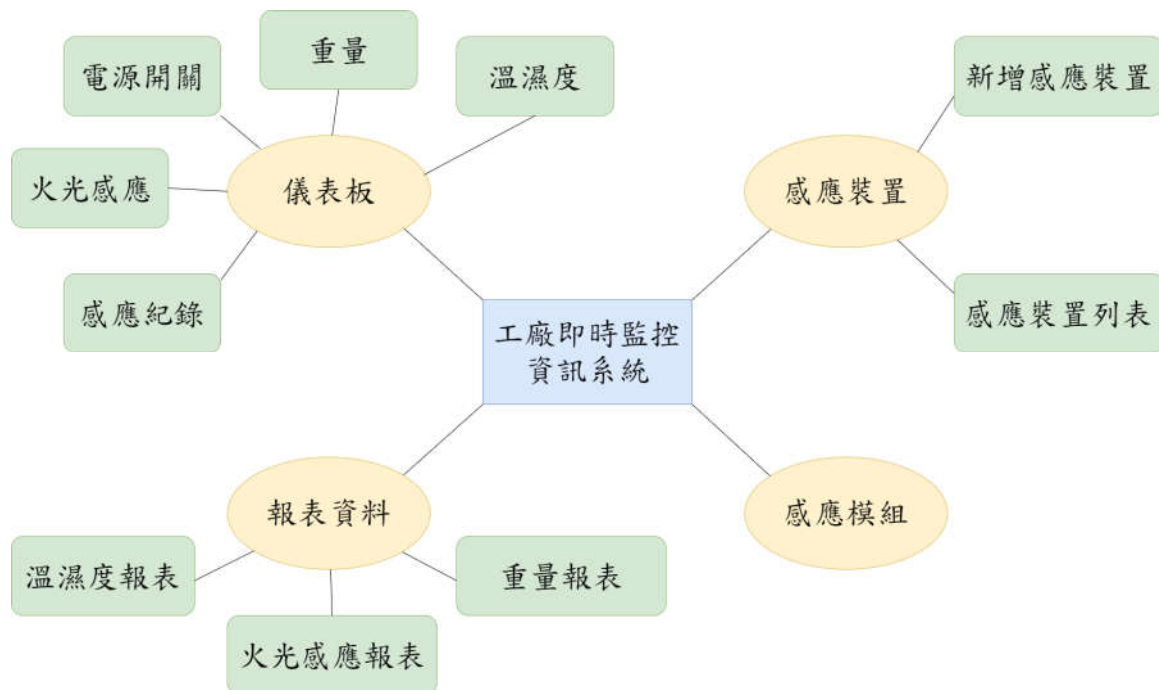 重量
電源開關
溫濕度
新增感應裝置
火光感應
儀表板
感應裝置
感應紀錄
感應裝置列表
工廠即時監控
資訊系統
報表資料
感應模組
溫濕度報表
重量報表
火光感應報表